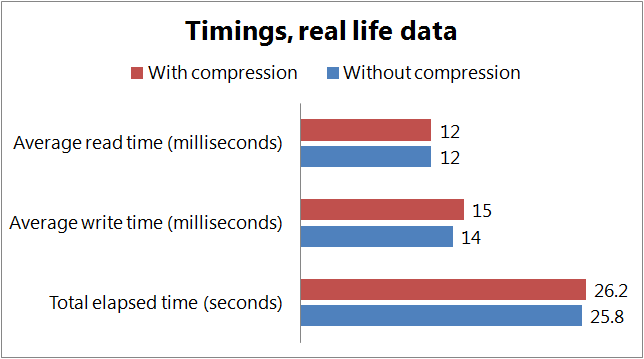 Timings, real life data
With compression Without compression
Average read time (milliseconds) 12
12
Average write time (milliseconds) 15
14
Total elapsed time (seconds) 26.2
25.8